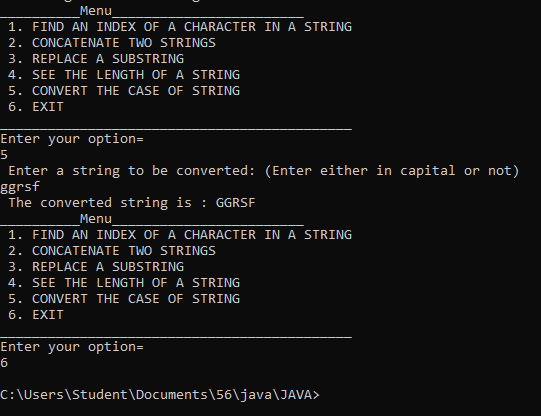 __________Menu________________________
1. FIND AN INDEX OF A CHARACTER IN A STRING
2. CONCATENATE TWO STRINGS
3. REPLACE A SUBSTRING
4. SEE THE LENGTH OF A STRING
5. CONVERT THE CASE OF STRING
6. EXIT
____________________________________________
Enter your option=
5
Enter a string to be converted: (Enter either in capital or not)
ggrsf
The converted string is : GGRSF
__________Menu________________________
1. FIND AN INDEX OF A CHARACTER IN A STRING
2. CONCATENATE TWO STRINGS
3. REPLACE A SUBSTRING
4. SEE THE LENGTH OF A STRING
5. CONVERT THE CASE OF STRING
6. EXIT
____________________________________________
Enter your option=
6
C:\Users\Student\Documents\56\java\JAVA>